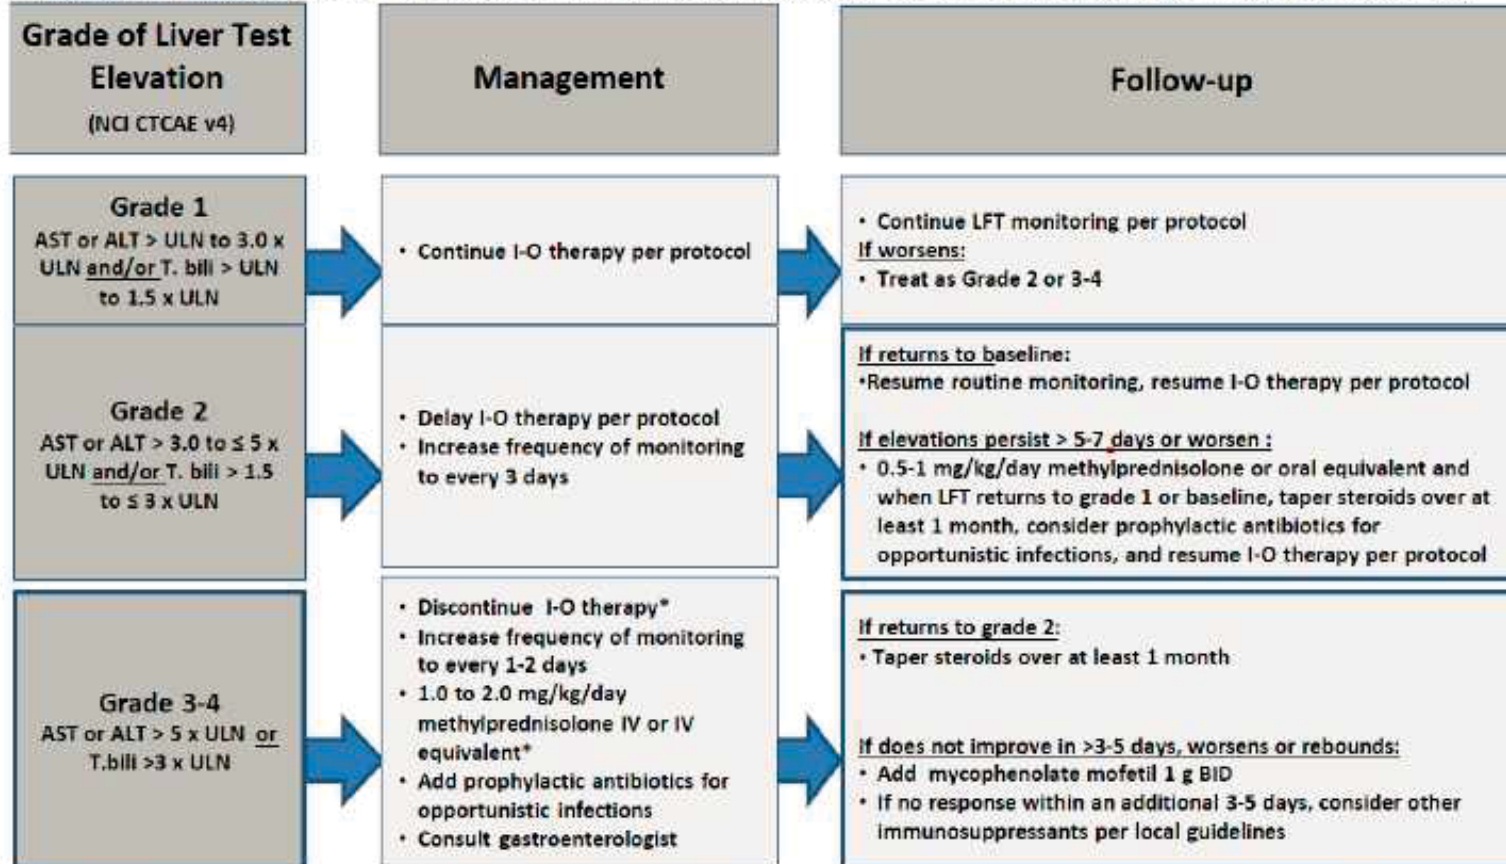 Grade of Liver Test
Elevation
(NCI CTCAE v4)
Management
Follow-up
Grade 1
AST or ALT > ULN to 3.0 x
ULN and/or T. bili > ULN
to 1.5 x ULN
• Continue I-O therapy per protocol
• Continue LFT monitoring per protocol
If worsens:
• Treat as Grade 2 or 3-4
Grade 2
AST or ALT > 3.0 to ≤ 5 x
ULN and/or T. bili > 1.5
to ≤ 3 x ULN
• Delay I-O therapy per protocol
• Increase frequency of monitoring
to every 3 days
If returns to baseline:
•Resume routine monitoring, resume I-O therapy per protocol
If elevations persist > 5-7 days or worsen :
• 0.5-1 mg/kg/day methylprednisolone or oral equivalent and
when LFT returns to grade 1 or baseline, taper steroids over at
least 1 month, consider prophylactic antibiotics for
opportunistic infections, and resume I-O therapy per protocol
Grade 3-4
AST or ALT > 5 x ULN or
T.bili >3 x ULN
• Discontinue I-O therapy*
• Increase frequency of monitoring
to every 1-2 days
• 1.0 to 2.0 mg/kg/day
methylprednisolone IV or IV
equivalent*
• Add prophylactic antibiotics for
opportunistic infections
• Consult gastroenterologist
If returns to grade 2:
• Taper steroids over at least 1 month
If does not improve in >3-5 days, worsens or rebounds:
• Add mycophenolate mofetil 1 g BID
• If no response within an additional 3-5 days, consider other
immunosuppressants per local guidelines